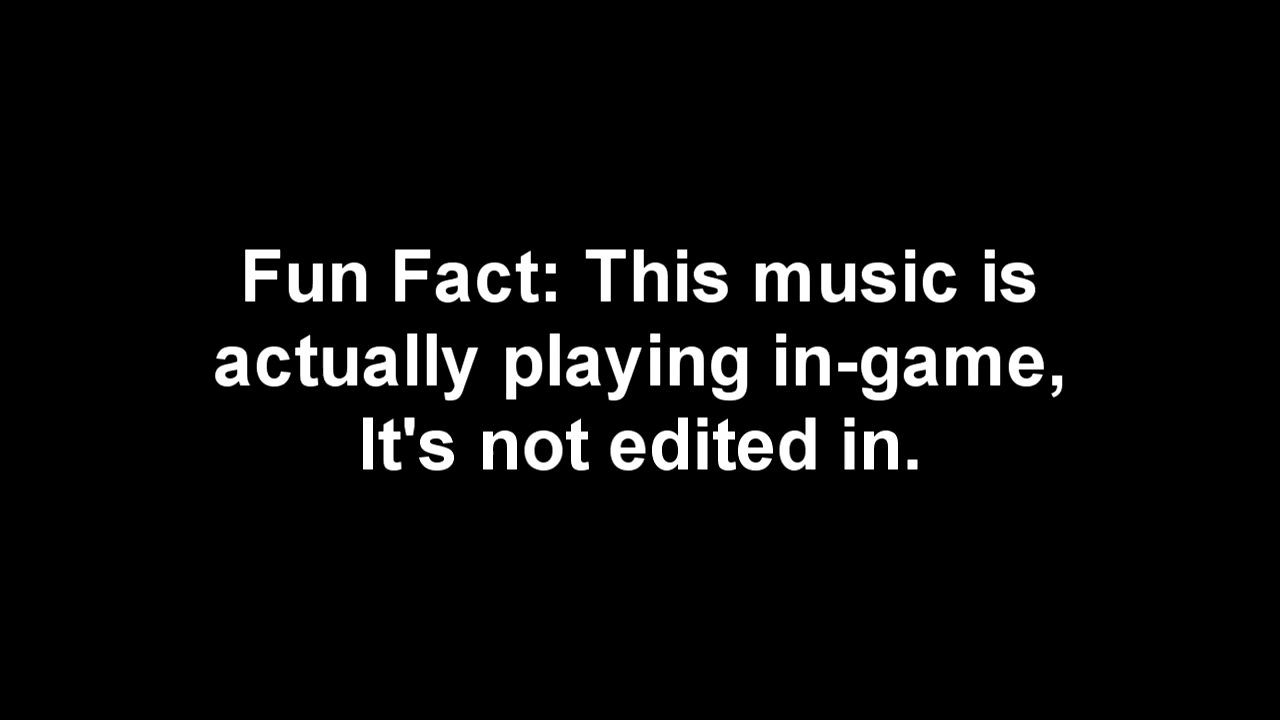 Fun Fact: This music is
actually playing in-game,
It's not edited in.